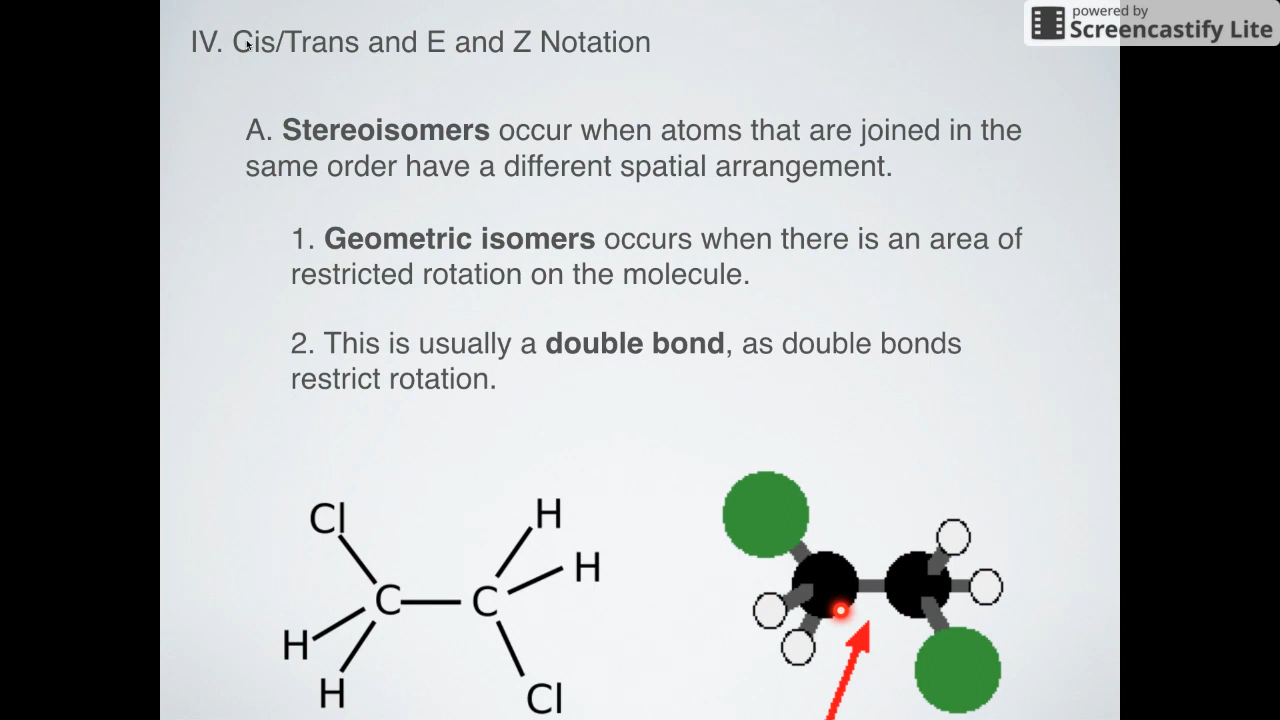 powered by
Screencastify Lite
IV. Cis/Trans and E and Z Notation
A. Stereoisomers occur when atoms that are joined in the
same order have a different spatial arrangement.
1. Geometric isomers occurs when there is an area of
restricted rotation on the molecule.
2. This is usually a double bond, as double bonds
restrict rotation.
Cl
H
H
C
C
H
H
Cl